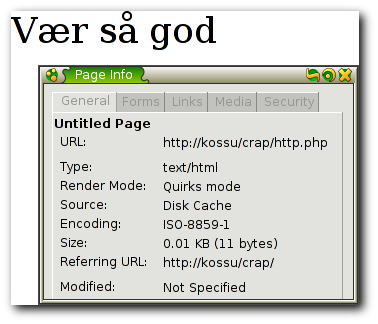 Vær så god
Page Info
General Forms Links Media Security
Untitled Page
URL: http://kossu/crap/http.php
Type: text/html
Render Mode: Quirks mode
Source: Disk Cache
Encoding: ISO-8859-1
Size: 0.01 KB (11 bytes)
Referring URL: http://kossu/crap/
Modified: Not Specified